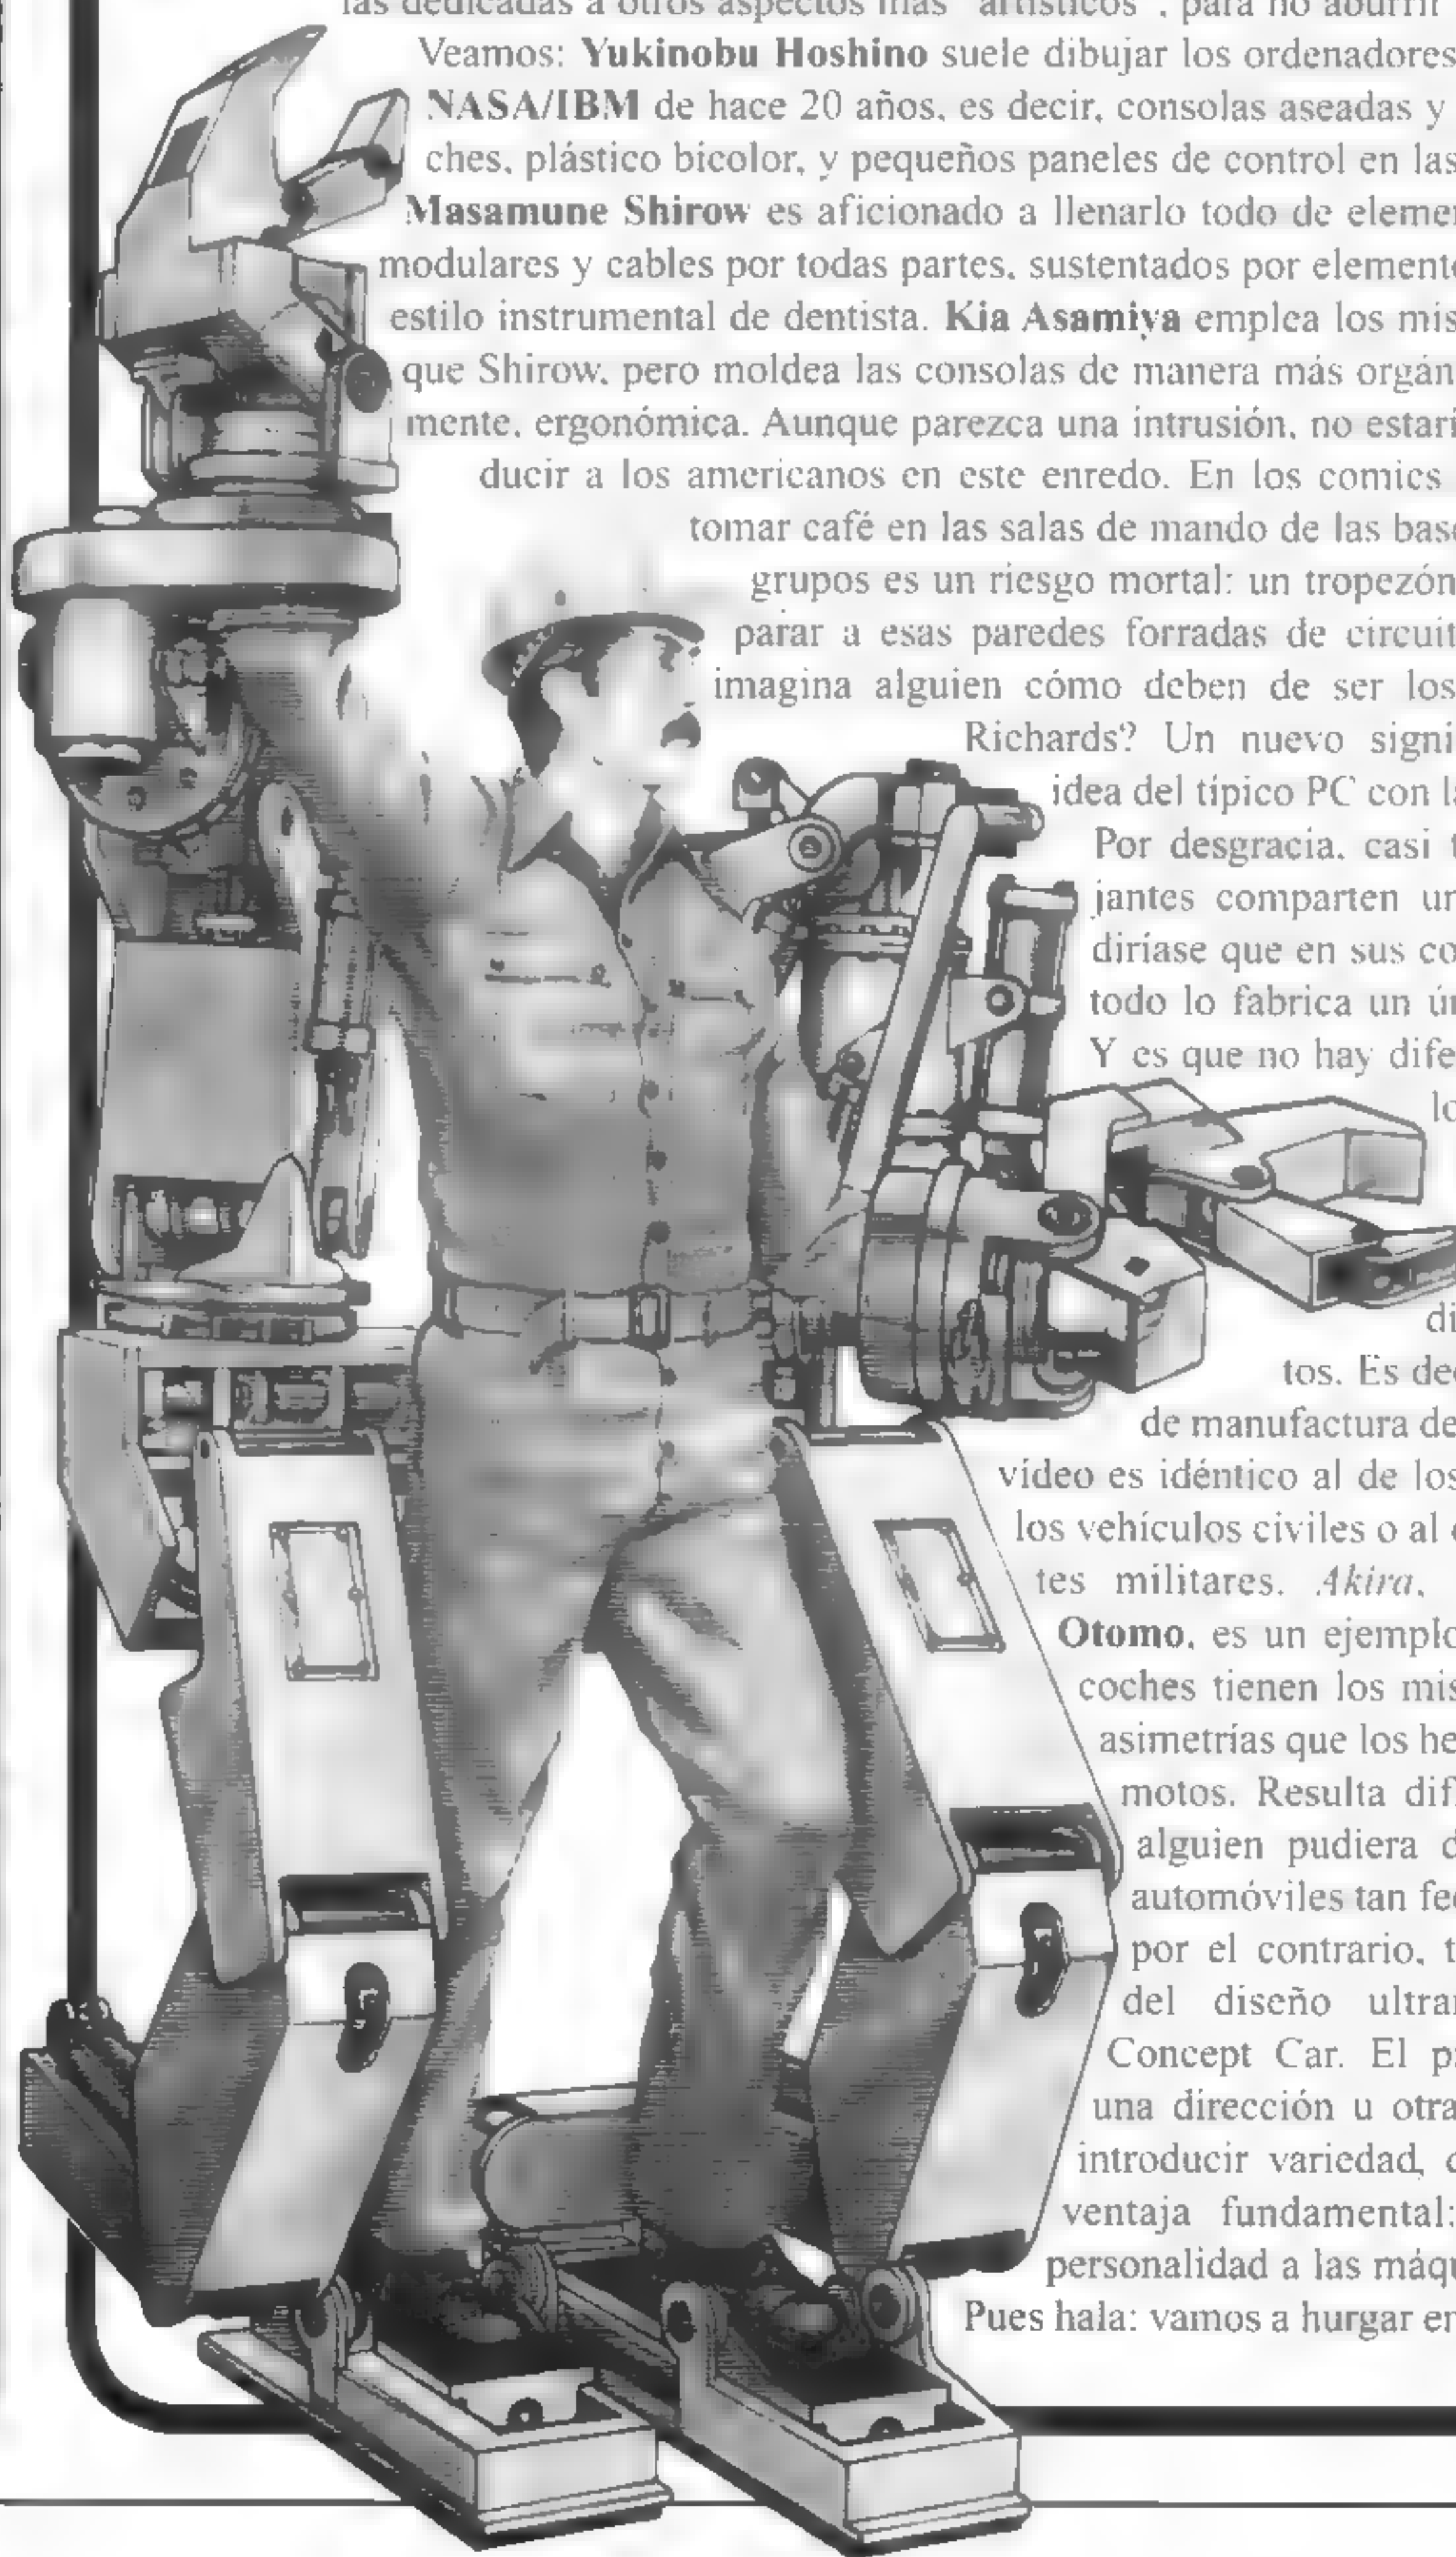 las dedicadas a otros aspectos más "artísticos", para no aburrir
Veamos: Yukinobu Hoshino suele dibujar los ordenadores
NASA/IBM de hace 20 años, es decir, consolas aseadas y
ches, plástico bicolor, y pequeños paneles de control en las
Masamune Shirow es aficionado a llenarlo todo de elemen
modulares y cables por todas partes, sustentados por elemento
estilo instrumental de dentista. Kia Asamiya emplea los mis
que Shirow, pero moldea las consolas de manera más orgán
mente, ergonómica. Aunque parezca una intrusión, no estarí
ducir a los americanos en este enredo. En los comics
tomar café en las salas de mando de las base
grupos es un riesgo mortal: un tropezón
parar a esas paredes forradas de circuit
imagina alguien cómo deben de ser los
Richards? Un nuevo signi
idea del típico PC con la
Por desgracia, casi t
jantes comparten un
diríase que en sus co
todo lo fabrica un ún
Y es que no hay dife
lo
di
tos. Es de
de manufactura de
vídeo es idéntico al de los
los vehículos civiles o al
tes militares. Akira,
Otomo, es un ejemplo
coches tienen los mis
asimetrías que los he
motos. Resulta dif
alguien pudiera d
automóviles tan fe
por el contrario, t
del diseño ultra
Concept Car. El p
una dirección u otra
introducir variedad,
ventaja fundamental:
personalidad a las máqu
Pues hala: vamos a hurgar en